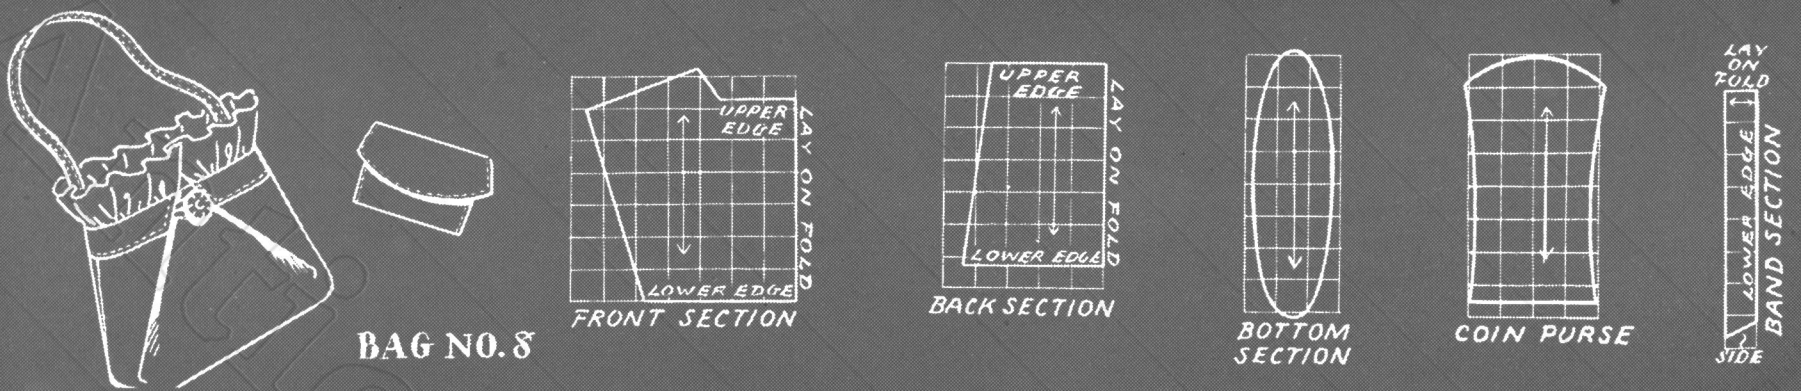 BAG NO. 8
UPPER
EDGE
LAY ON FOLD
LOWER EDGE
FRONT SECTION
UPPER
EDGE
LAY ON FOLD
LOWER EDGE
BACK SECTION
BOTTOM
SECTION
COIN PURSE
LAY
ON
FOLD
LOWER EDGE
BAND SECTION
SIDE